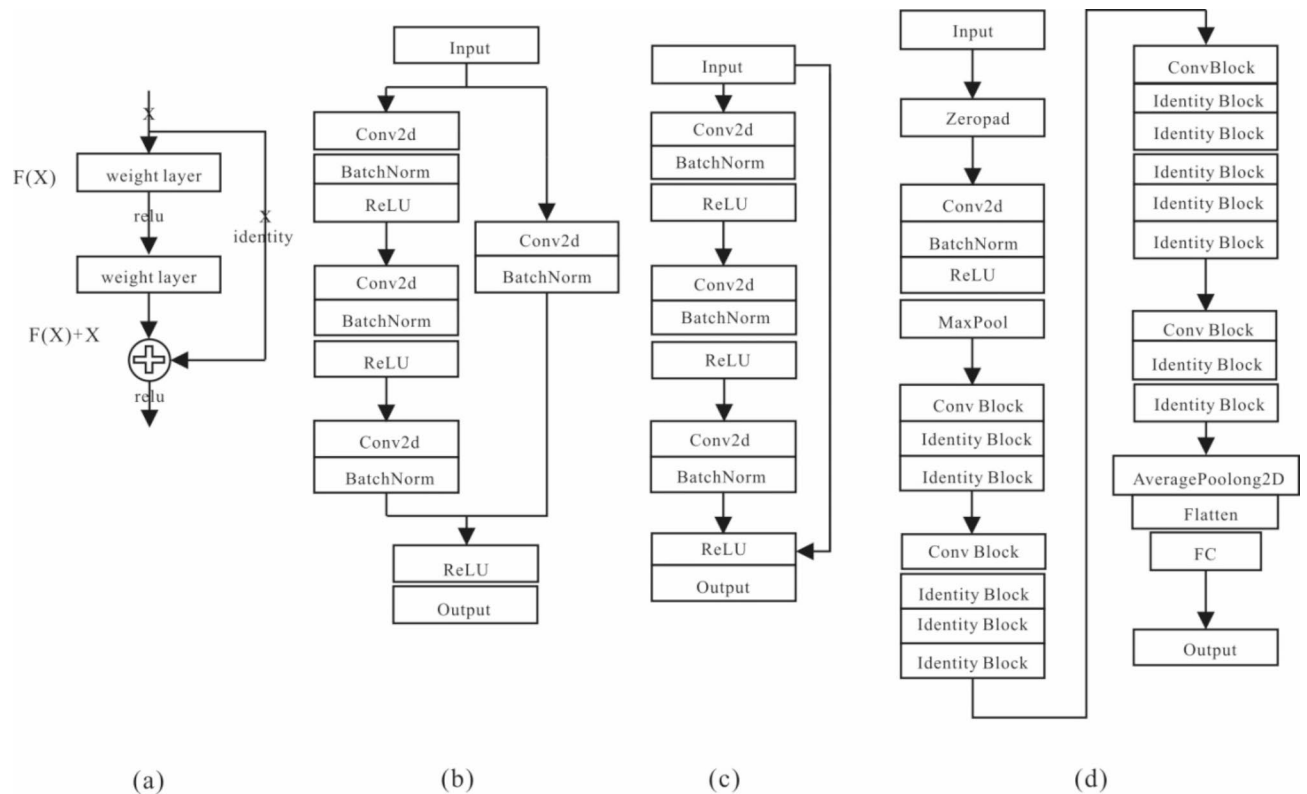 X
F(X)
weight layer
relu
X
identity
weight layer
F(X)+X
relu
(a)
Input
Conv2d
BatchNorm
ReLU
Conv2d
BatchNorm
Conv2d
BatchNorm
ReLU
Conv2d
BatchNorm
ReLU
Output
(b)
Input
Conv2d
BatchNorm
ReLU
Conv2d
BatchNorm
ReLU
Conv2d
BatchNorm
ReLU
Output
(c)
Input
Zeropad
Conv2d
BatchNorm
ReLU
MaxPool
Conv Block
Identity Block
Identity Block
Conv Block
Identity Block
Identity Block
Identity Block
ConvBlock
Identity Block
Identity Block
Identity Block
Identity Block
Identity Block
Conv Block
Identity Block
Identity Block
AveragePoolong2D
Flatten
FC
Output
(d)